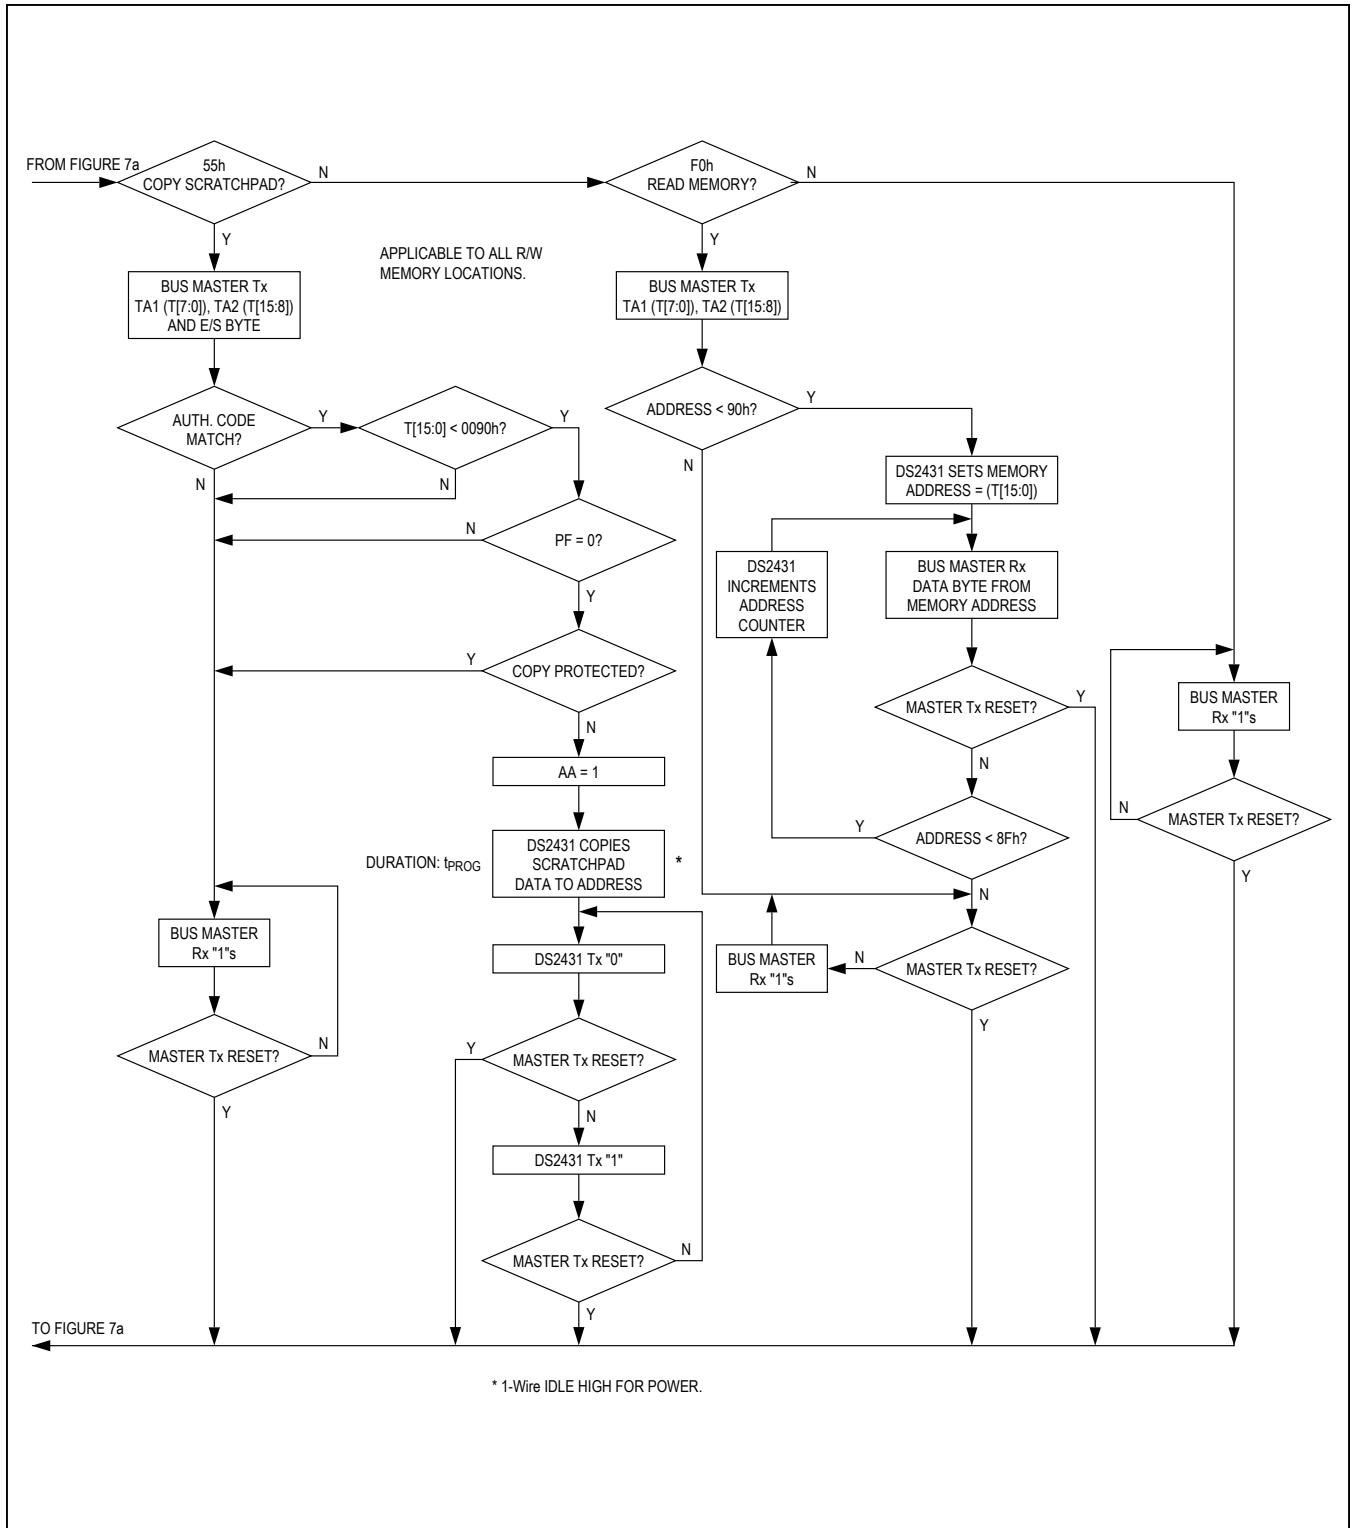 FROM FIGURE 7a
55h
COPY SCRATCHPAD?
N
Y
APPLICABLE TO ALL R/W
MEMORY LOCATIONS.
BUS MASTER Tx
TA1 (T[7:0]), TA2 (T[15:8])
AND E/S BYTE
AUTH. CODE
MATCH?
Y
N
T[15:0] < 0090h?
Y
N
PF = 0?
N
Y
COPY PROTECTED?
Y
N
AA = 1
DURATION: tPROG
DS2431 COPIES
SCRATCHPAD
DATA TO ADDRESS
*
DS2431 Tx "0"
MASTER Tx RESET?
Y
N
DS2431 Tx "1"
MASTER Tx RESET?
N
Y
BUS MASTER
Rx "1"s
MASTER Tx RESET?
N
Y
F0h
READ MEMORY?
N
Y
BUS MASTER Tx
TA1 (T[7:0]), TA2 (T[15:8])
ADDRESS < 90h?
Y
N
DS2431 SETS MEMORY
ADDRESS = (T[15:0])
DS2431
INCREMENTS
ADDRESS
COUNTER
BUS MASTER Rx
DATA BYTE FROM
MEMORY ADDRESS
MASTER Tx RESET?
Y
N
ADDRESS < 8Fh?
Y
N
BUS MASTER
Rx "1"s
N
MASTER Tx RESET?
Y
BUS MASTER
Rx "1"s
N
MASTER Tx RESET?
Y
TO FIGURE 7a
* 1-Wire IDLE HIGH FOR POWER.